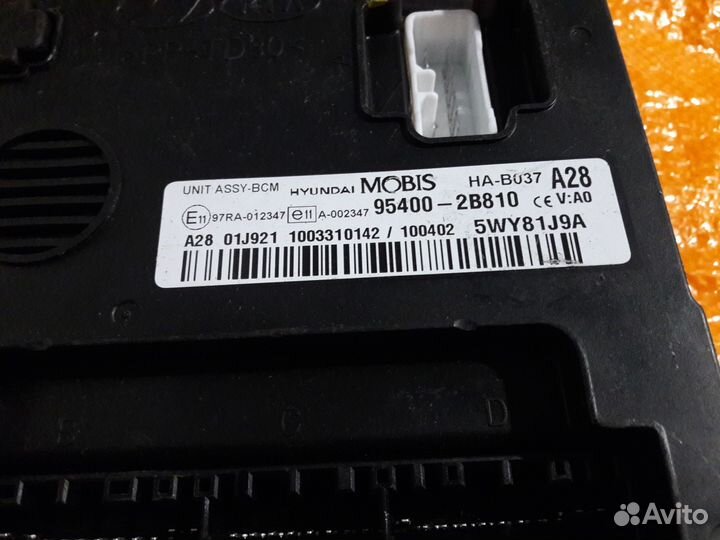 UNIT ASSY-BCM HYUNDAI MOBIS HA-B037 A28
E11 97RA-012347 e11 A-002347 95400-2B810 CE V:A0
A28 01J921 1003310142 / 100402 5WY81J9A
B C D
Avito